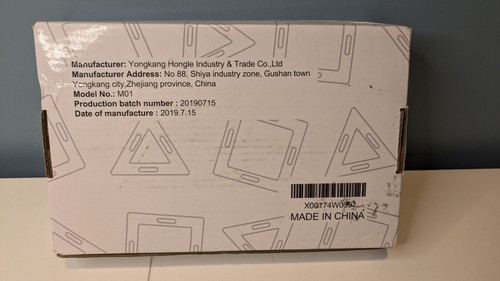 Manufacturer: Yongkang Hongle Industry & Trade Co.,Ltd
Manufacturer Address: No 88, Shiya industry zone, Gushan town
Yongkang city,Zhejiang province, China
Model No.: M01
Production batch number : 20190715
Date of manufacture : 2019.7.15
MADE IN CHINA